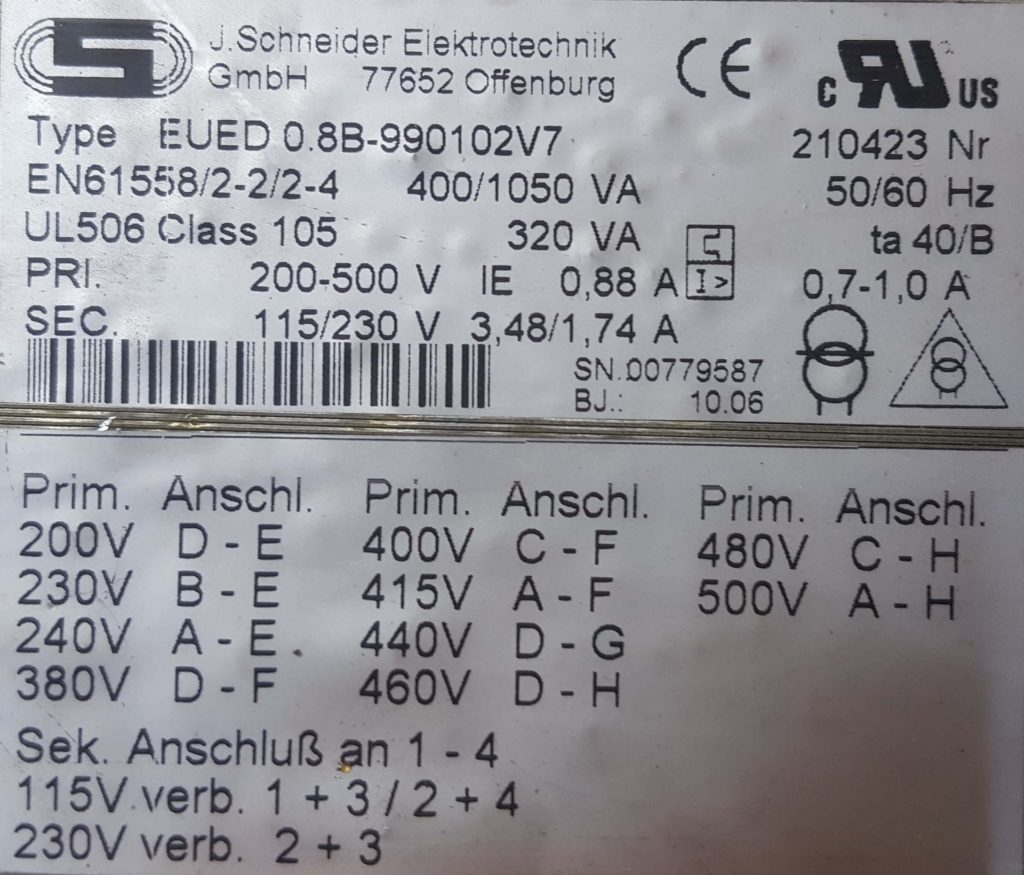 J.Schneider Elektrotechnik
GmbH 77652 Offenburg
CE
c RU US
Type EUED 0.8B-990102V7 210423 Nr
EN61558/2-2/2-4 400/1050 VA 50/60 Hz
UL506 Class 105 320 VA ta 40/B
PRI. 200-500 V IE 0,88 A I> 0,7-1,0 A
SEC. 115/230 V 3,48/1,74 A
SN.00779587
BJ.: 10.06
Prim. Anschl. Prim. Anschl. Prim. Anschl.
200V D - E 400V C - F 480V C - H
230V B - E 415V A - F 500V A - H
240V A - E 440V D - G
380V D - F 460V D - H
Sek. Anschluß an 1 - 4
115V verb. 1 + 3 / 2 + 4
230V verb. 2 + 3